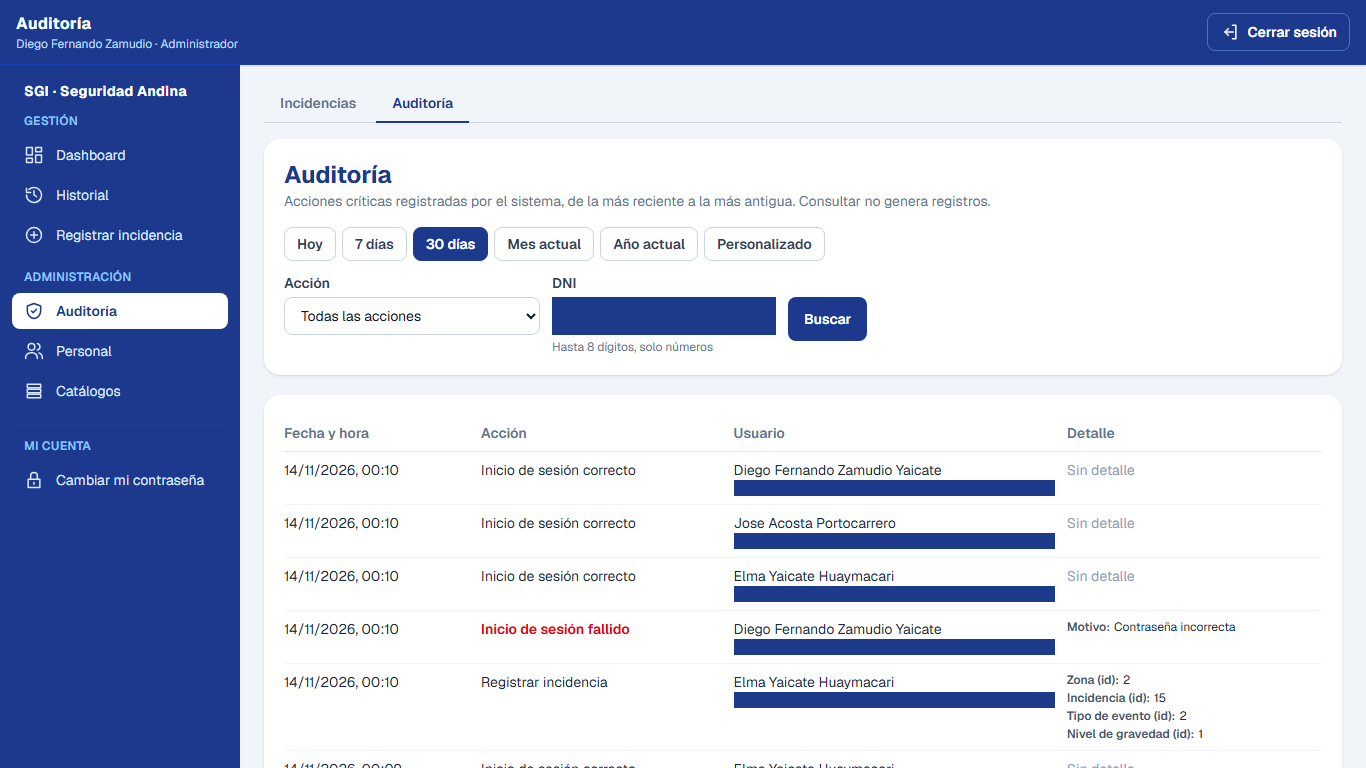 Auditoría
Diego Fernando Zamudio · Administrador
Cerrar sesión
SGI · Seguridad Andina
GESTIÓN
Dashboard
Historial
Registrar incidencia
ADMINISTRACIÓN
Auditoría
Personal
Catálogos
MI CUENTA
Cambiar mi contraseña
Incidencias Auditoría
Auditoría
Acciones críticas registradas por el sistema, de la más reciente a la más antigua. Consultar no genera registros.
Hoy 7 días 30 días Mes actual Año actual Personalizado
Acción DNI
Todas las acciones Buscar
Hasta 8 dígitos, solo números
Fecha y hora Acción Usuario Detalle
14/11/2026, 00:10 Inicio de sesión correcto Diego Fernando Zamudio Yaicate Sin detalle
14/11/2026, 00:10 Inicio de sesión correcto Jose Acosta Portocarrero Sin detalle
14/11/2026, 00:10 Inicio de sesión correcto Elma Yaicate Huaymacari Sin detalle
14/11/2026, 00:10 Inicio de sesión fallido Diego Fernando Zamudio Yaicate Motivo: Contraseña incorrecta
14/11/2026, 00:10 Registrar incidencia Elma Yaicate Huaymacari Zona (id): 2
Incidencia (id): 15
Tipo de evento (id): 2
Nivel de gravedad (id): 1